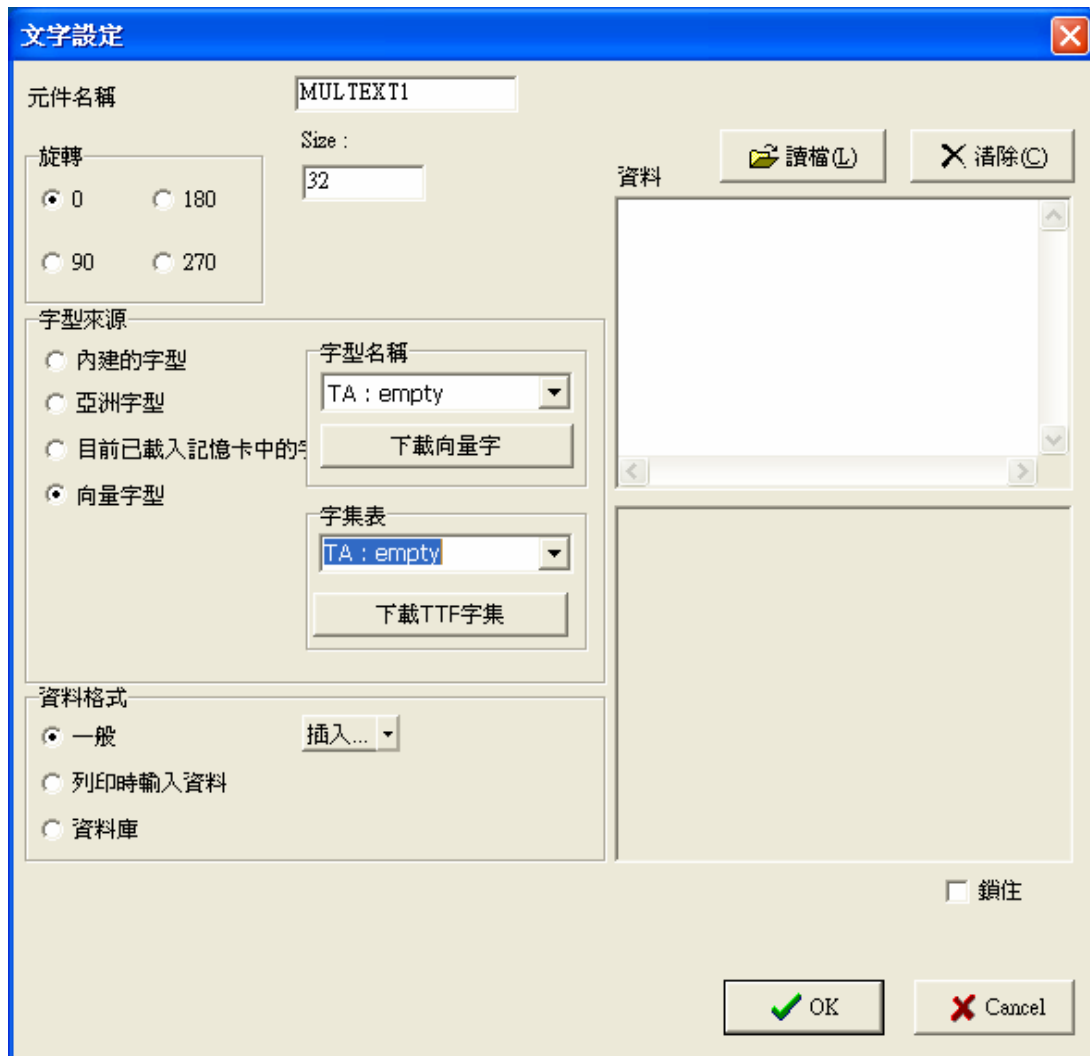 文字設定
元件名稱
MULTEXT1
旋轉
0
180
90
270
Size :
32
讀檔(L)
清除(C)
資料
字型來源
內建的字型
亞洲字型
目前已載入記憶卡中的
向量字型
字型名稱
TA : empty
下載向量字
字集表
TA : empty
下載TTF字集
資料格式
一般
插入...
列印時輸入資料
資料庫
鎖住
OK
Cancel